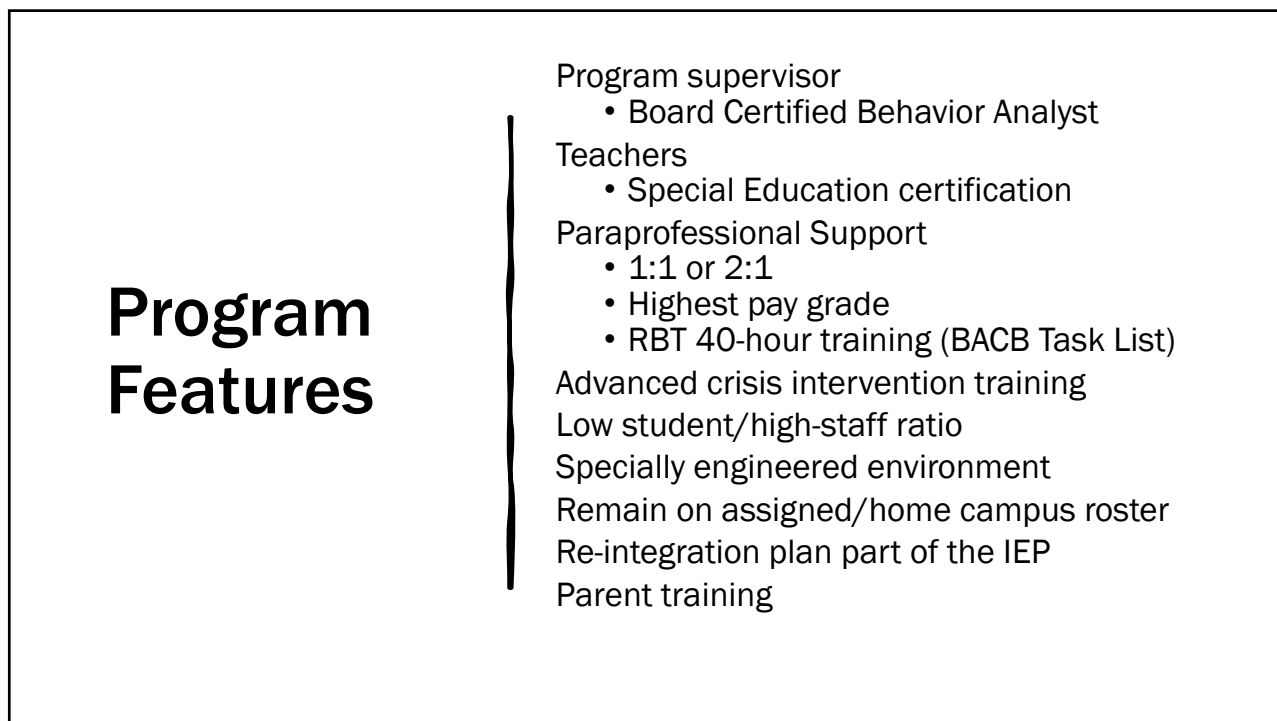 Program
Features
Program supervisor
• Board Certified Behavior Analyst
Teachers
• Special Education certification
Paraprofessional Support
• 1:1 or 2:1
• Highest pay grade
• RBT 40-hour training (BACB Task List)
Advanced crisis intervention training
Low student/high-staff ratio
Specially engineered environment
Remain on assigned/home campus roster
Re-integration plan part of the IEP
Parent training